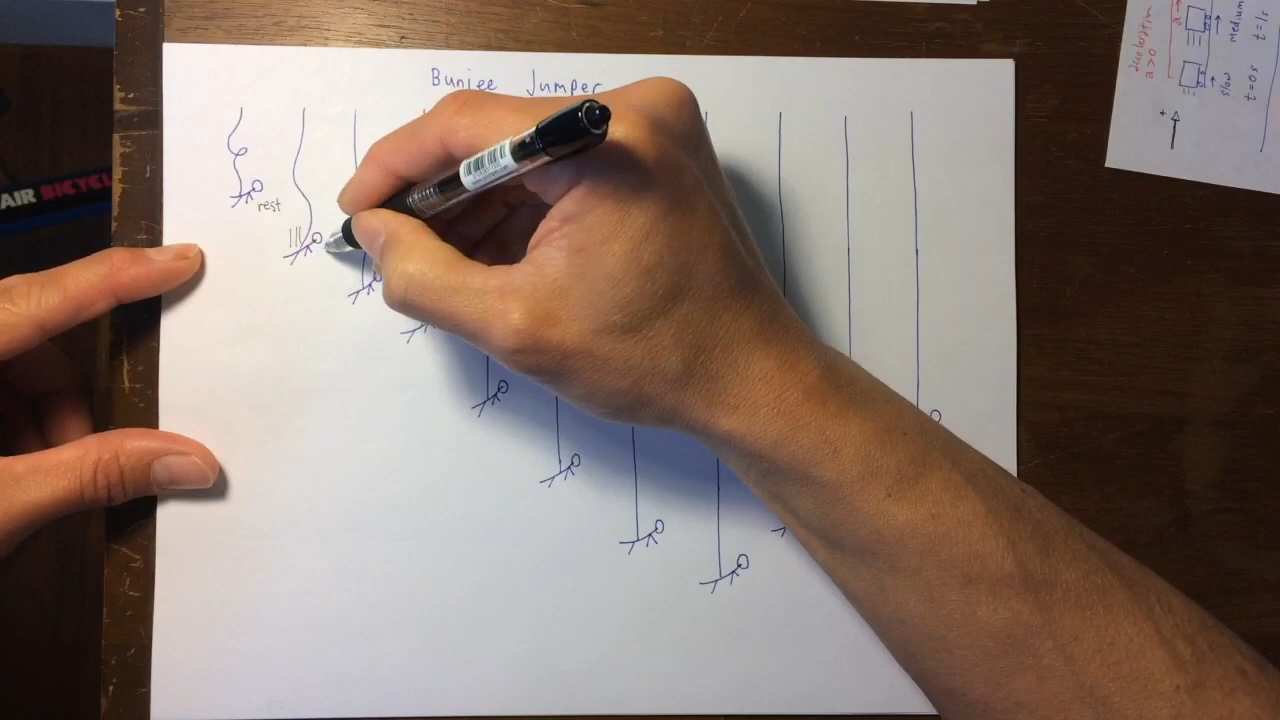 Bunjee Jumper
rest
AIR BICYCL
acceleration
a > 0
a
slow
medium
t = 0s
t = 1s
+